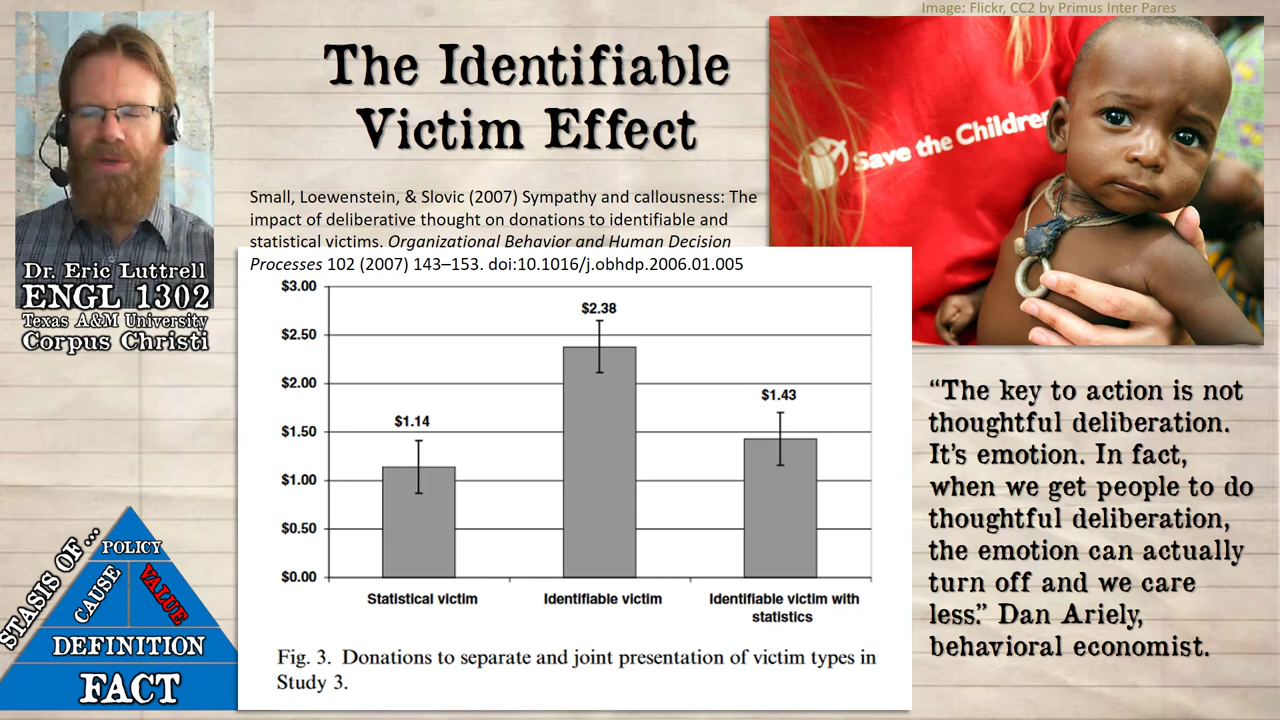 Image: Flickr, CC2 by Primus Inter Pares
The Identifiable
Victim Effect
Save the Children
Small, Loewenstein, & Slovic (2007) Sympathy and callousness: The
impact of deliberative thought on donations to identifiable and
statistical victims. Organizational Behavior and Human Decision
Processes 102 (2007) 143–153. doi:10.1016/j.obhdp.2006.01.005
Dr. Eric Luttrell
ENGL 1302
Texas A&M University
Corpus Christi
$3.00
$2.50
$2.00
$1.50
$1.00
$0.50
$0.00
$1.14
$2.38
$1.43
Statistical victim
Identifiable victim
Identifiable victim with
statistics
Fig. 3. Donations to separate and joint presentation of victim types in
Study 3.
“The key to action is not
thoughtful deliberation.
It’s emotion. In fact,
when we get people to do
thoughtful deliberation,
the emotion can actually
turn off and we care
less.” Dan Ariely,
behavioral economist.
STASIS OF...
POLICY
CAUSE
VALUE
DEFINITION
FACT